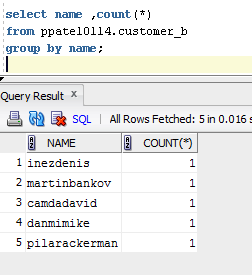 select name ,count(*)
from ppatel0114.customer_b
group by name;
Query Result x
SQL | All Rows Fetched: 5 in 0.016 s
NAME COUNT(*)
1 inezdenis 1
2 martinbankov 1
3 camdadavid 1
4 danmimike 1
5 pilarackerman 1